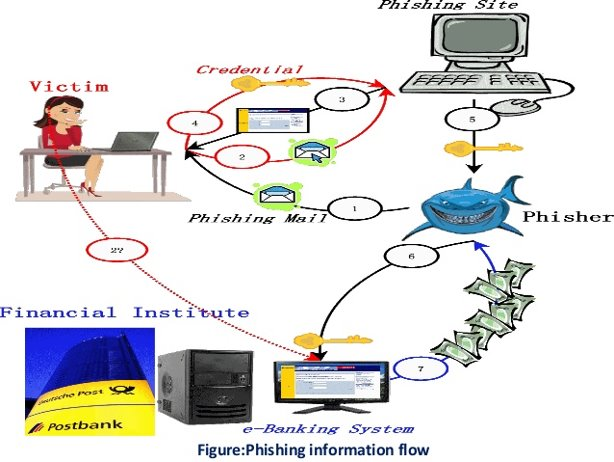 Phishing Site
Credential
Victim
3
4
5
2
Phishing Mail
1
Phisher
2?
6
Financial Institute
7
Deutsche Post
Postbank
e-Banking System
Figure:Phishing information flow